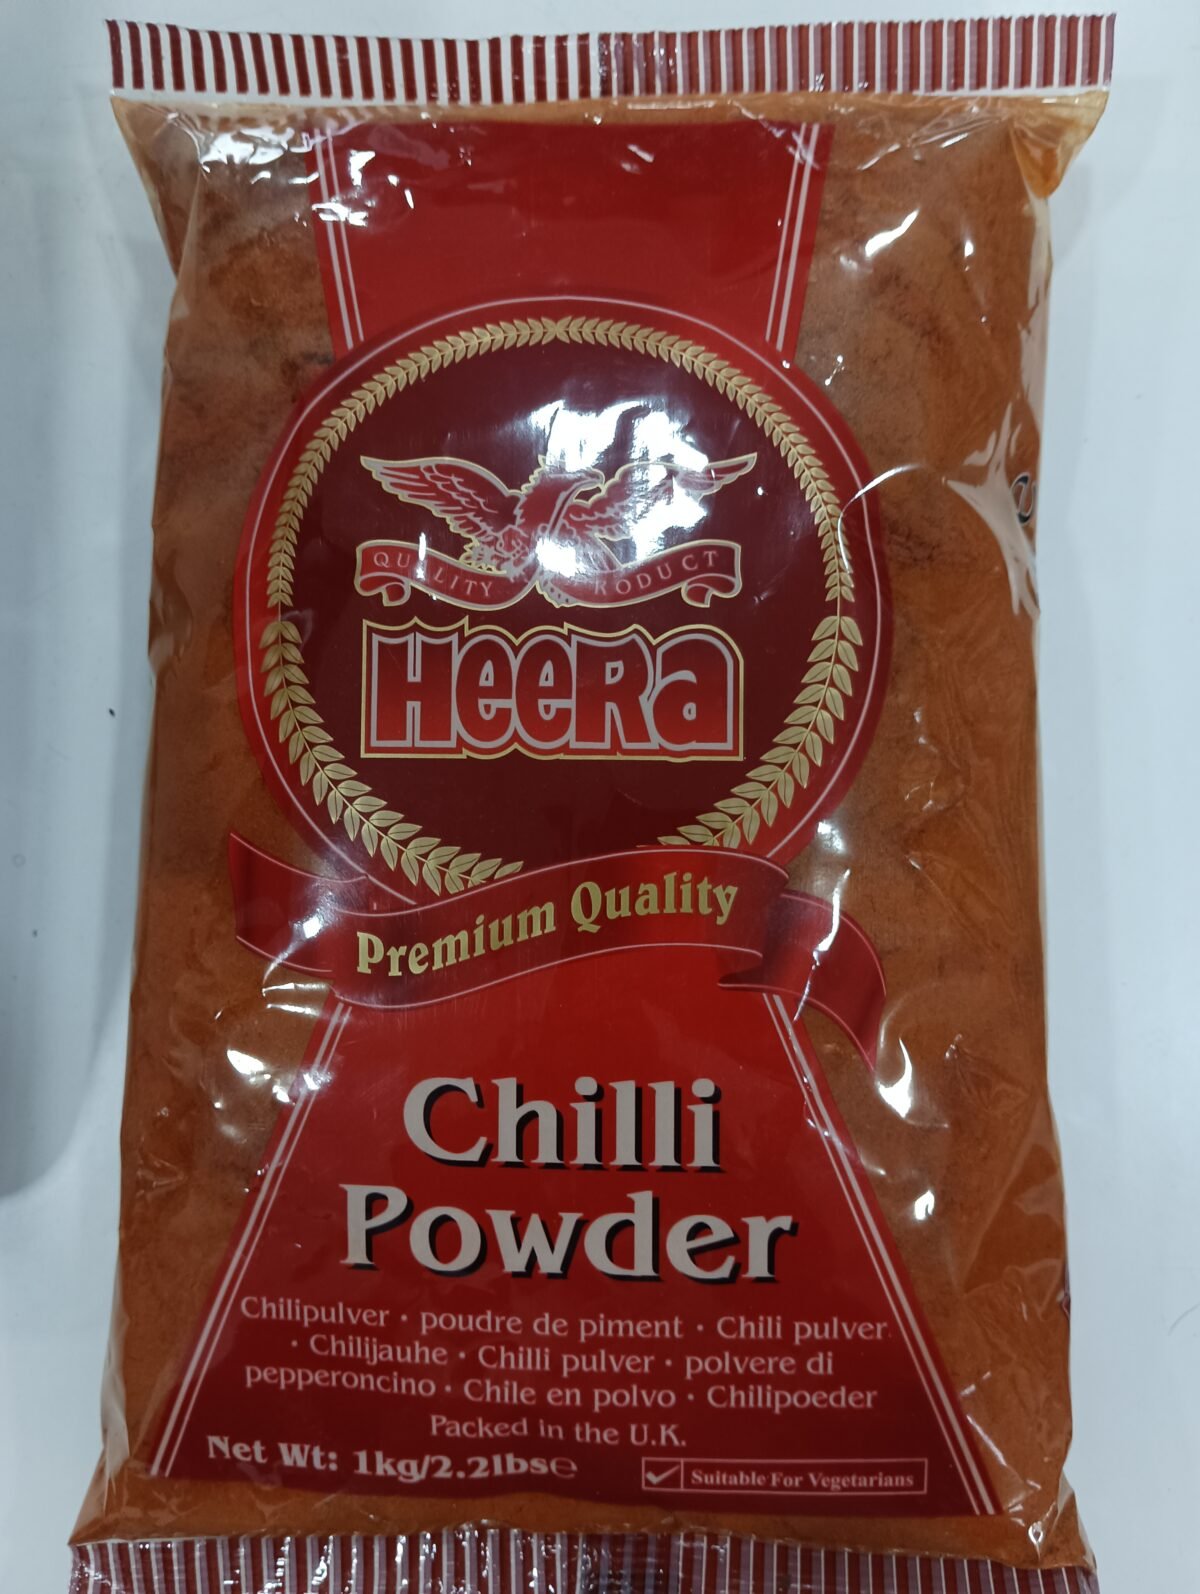 QUALITY PRODUCT
HEERA
Premium Quality
Chilli
Powder
Chilipulver · poudre de piment · Chili pulver
· Chilijauhe · Chilli pulver · polvere di
pepperoncino · Chile en polvo · Chilipoeder
Packed in the U.K.
Net Wt: 1kg/2.2lbs℮
Suitable For Vegetarians